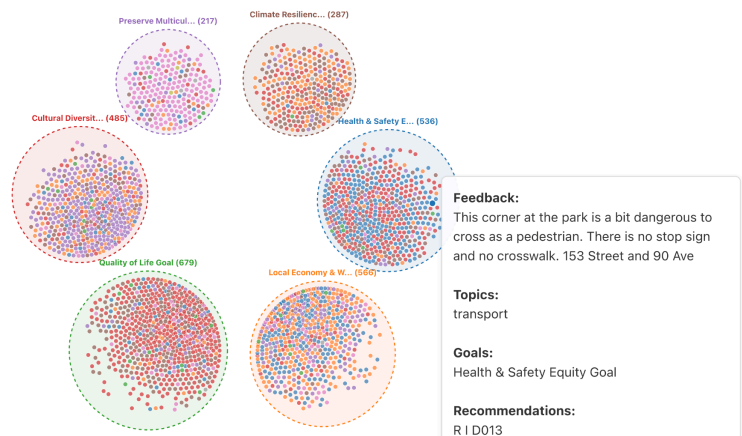 Preserve Multicul... (217)
Climate Resilienc... (287)
Cultural Diversit... (485)
Health & Safety E... (536)
Quality of Life Goal (679)
Local Economy & W... (566)
Feedback:
This corner at the park is a bit dangerous to
cross as a pedestrian. There is no stop sign
and no crosswalk. 153 Street and 90 Ave
Topics:
transport
Goals:
Health & Safety Equity Goal
Recommendations:
R I D013